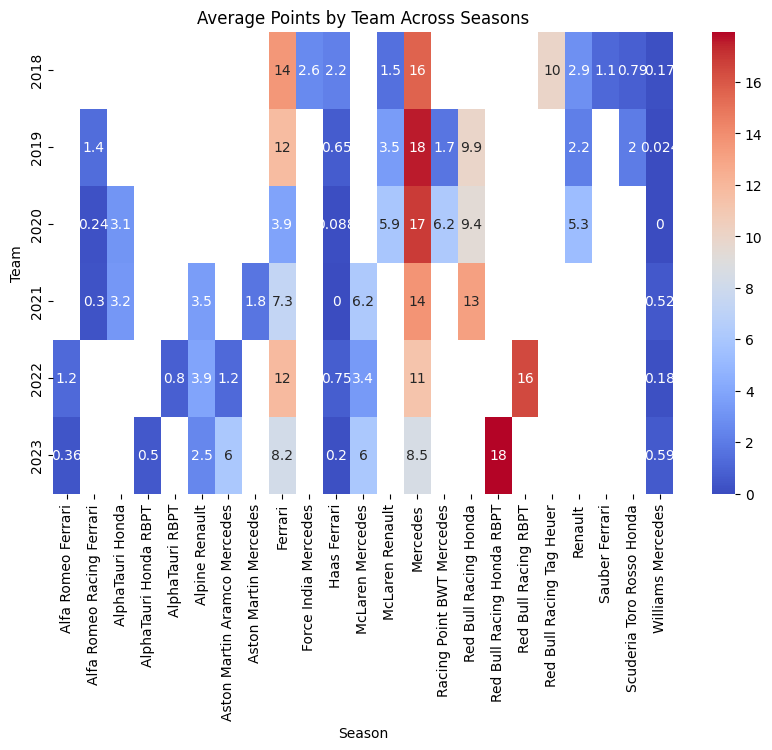 Average Points by Team Across Seasons
Team
2018 14 2.6 2.2 1.5 16 10 2.9 1.1 0.79 0.17
2019 1.4 12 0.65 3.5 18 1.7 9.9 2.2 2 0.024
2020 0.24 3.1 3.9 0.088 5.9 17 6.2 9.4 5.3 0
2021 0.3 3.2 3.5 1.8 7.3 0 6.2 14 13 0.52
2022 1.2 0.8 3.9 1.2 12 0.75 3.4 11 16 0.18
2023 0.36 0.5 2.5 6 8.2 0.2 6 8.5 18 0.59
Alfa Romeo Ferrari
Alfa Romeo Racing Ferrari
AlphaTauri Honda
AlphaTauri Honda RBPT
AlphaTauri RBPT
Alpine Renault
Aston Martin Aramco Mercedes
Aston Martin Mercedes
Ferrari
Force India Mercedes
Haas Ferrari
McLaren Mercedes
McLaren Renault
Mercedes
Racing Point BWT Mercedes
Red Bull Racing Honda
Red Bull Racing Honda RBPT
Red Bull Racing RBPT
Red Bull Racing Tag Heuer
Renault
Sauber Ferrari
Scuderia Toro Rosso Honda
Williams Mercedes
Season
16
14
12
10
8
6
4
2
0